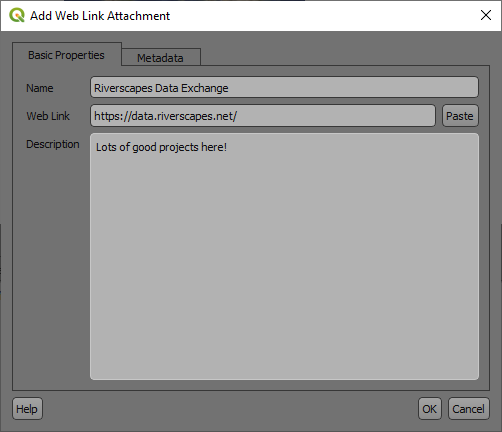 Add Web Link Attachment
Basic Properties
Metadata
Name
Riverscapes Data Exchange
Web Link
https://data.riverscapes.net/
Paste
Description
Lots of good projects here!
Help
OK
Cancel